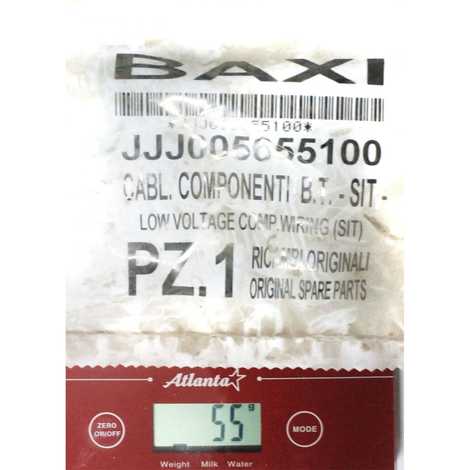 BAXI
JJJ005655100
CABL. COMPONENTI B.T. - SIT -
LOW VOLTAGE COMP.WIRING (SIT)
PZ.1
RICAMBI ORIGINALI
ORIGINAL SPARE PARTS
Atlanta
ZERO
ON/OFF
55g
MODE
Weight Milk Water